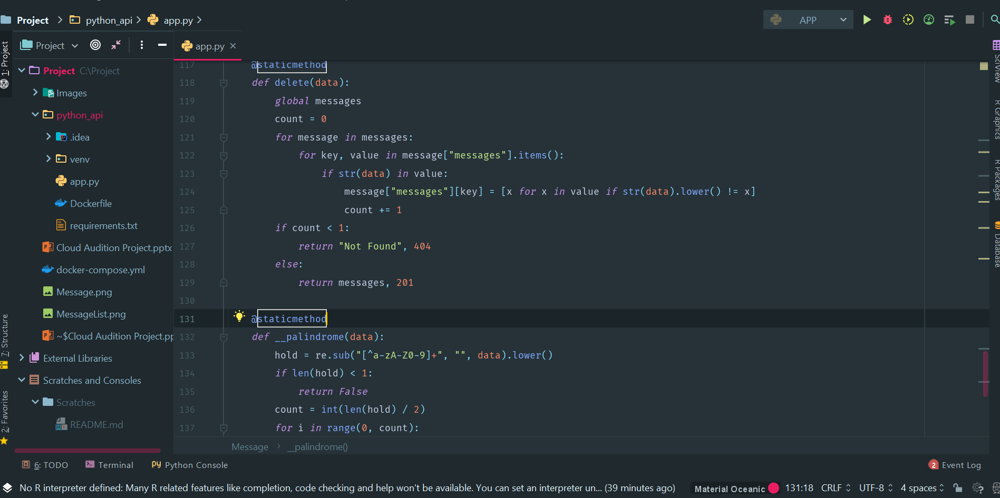 Project python_api app.py
APP
1: Project
Project
app.py
Project C:\Project
Images
python_api
.idea
venv
app.py
Dockerfile
requirements.txt
Cloud Audition Project.pptx
docker-compose.yml
Message.png
MessageList.png
~$Cloud Audition Project.pp
External Libraries
Scratches and Consoles
Scratches
README.md
7: Structure
2: Favorites
117 @staticmethod
118 def delete(data):
119 global messages
120 count = 0
121 for message in messages:
122 for key, value in message["messages"].items():
123 if str(data) in value:
124 message["messages"][key] = [x for x in value if str(data).lower() != x]
125 count += 1
126 if count < 1:
127 return "Not Found", 404
128 else:
129 return messages, 201
130
131 @staticmethod
132 def __palindrome(data):
133 hold = re.sub("[^a-zA-Z0-9]+", "", data).lower()
134 if len(hold) < 1:
135 return False
136 count = int(len(hold) / 2)
137 for i in range(0, count):
Message __palindrome()
SciView
R Graphics
R Packages
Database
6: TODO Terminal Python Console
2 Event Log
No R interpreter defined: Many R related features like completion, code checking and help won't be available. You can set an interpreter un... (39 minutes ago)
Material Oceanic 131:18 CRLF UTF-8 4 spaces